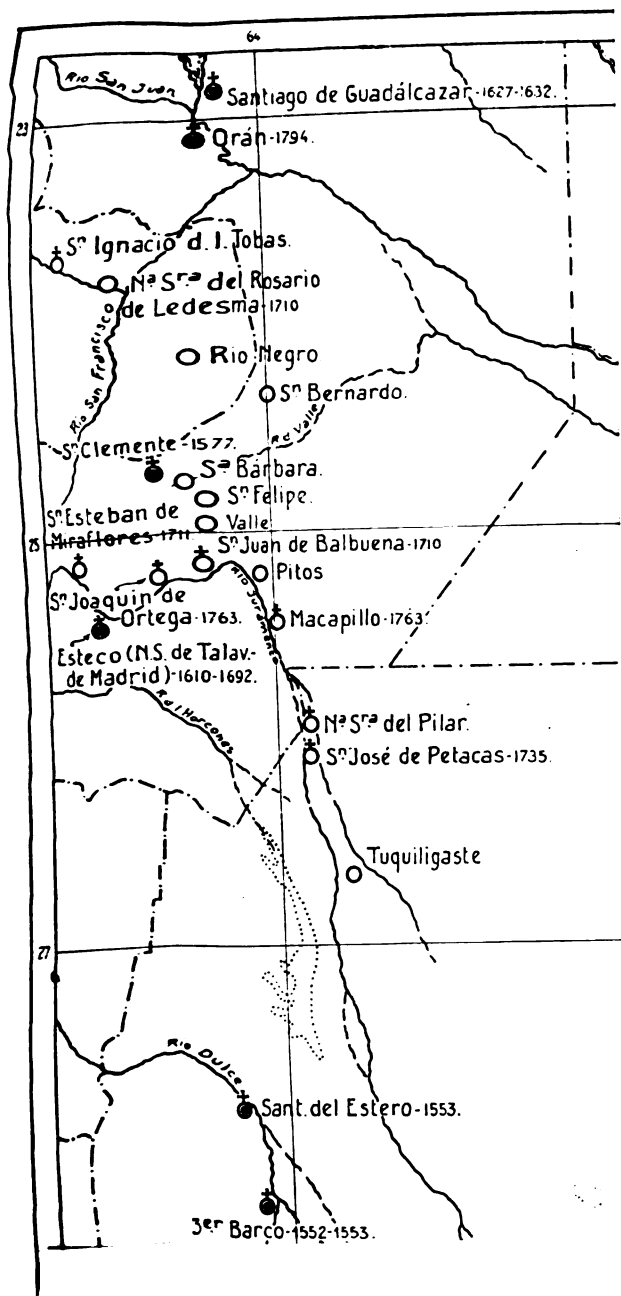 64
Rio San Juan
Santiago de Guadálcazar-1627-1632.
23
Orán-1794.
Sⁿ Ignacio d. I. Tobas.
Nª Sʳª del Rosario
de Ledesma-1710
Rio San Francisco
Rio Negro
Sⁿ Bernardo.
R.d Valle
Sⁿ Clemente-1577.
Sª Bárbara.
Sⁿ Felipe.
Valle
Sⁿ Esteban de
Miraflores-1711
25
Sⁿ Juan de Balbuena-1710
Pitos
Rio Juramento
Sⁿ Joaquin de
Ortega-1763.
Macapillo-1763.
Esteco (N.S. de Talav.-
de Madrid)-1610-1692.
R.d l Horcones
Nª Sʳª del Pilar.
Sⁿ José de Petacas-1735.
Tuquiligaste
27
Rio Dulce
Sant. del Estero-1553.
3ᵉʳ Barco-1552-1553.